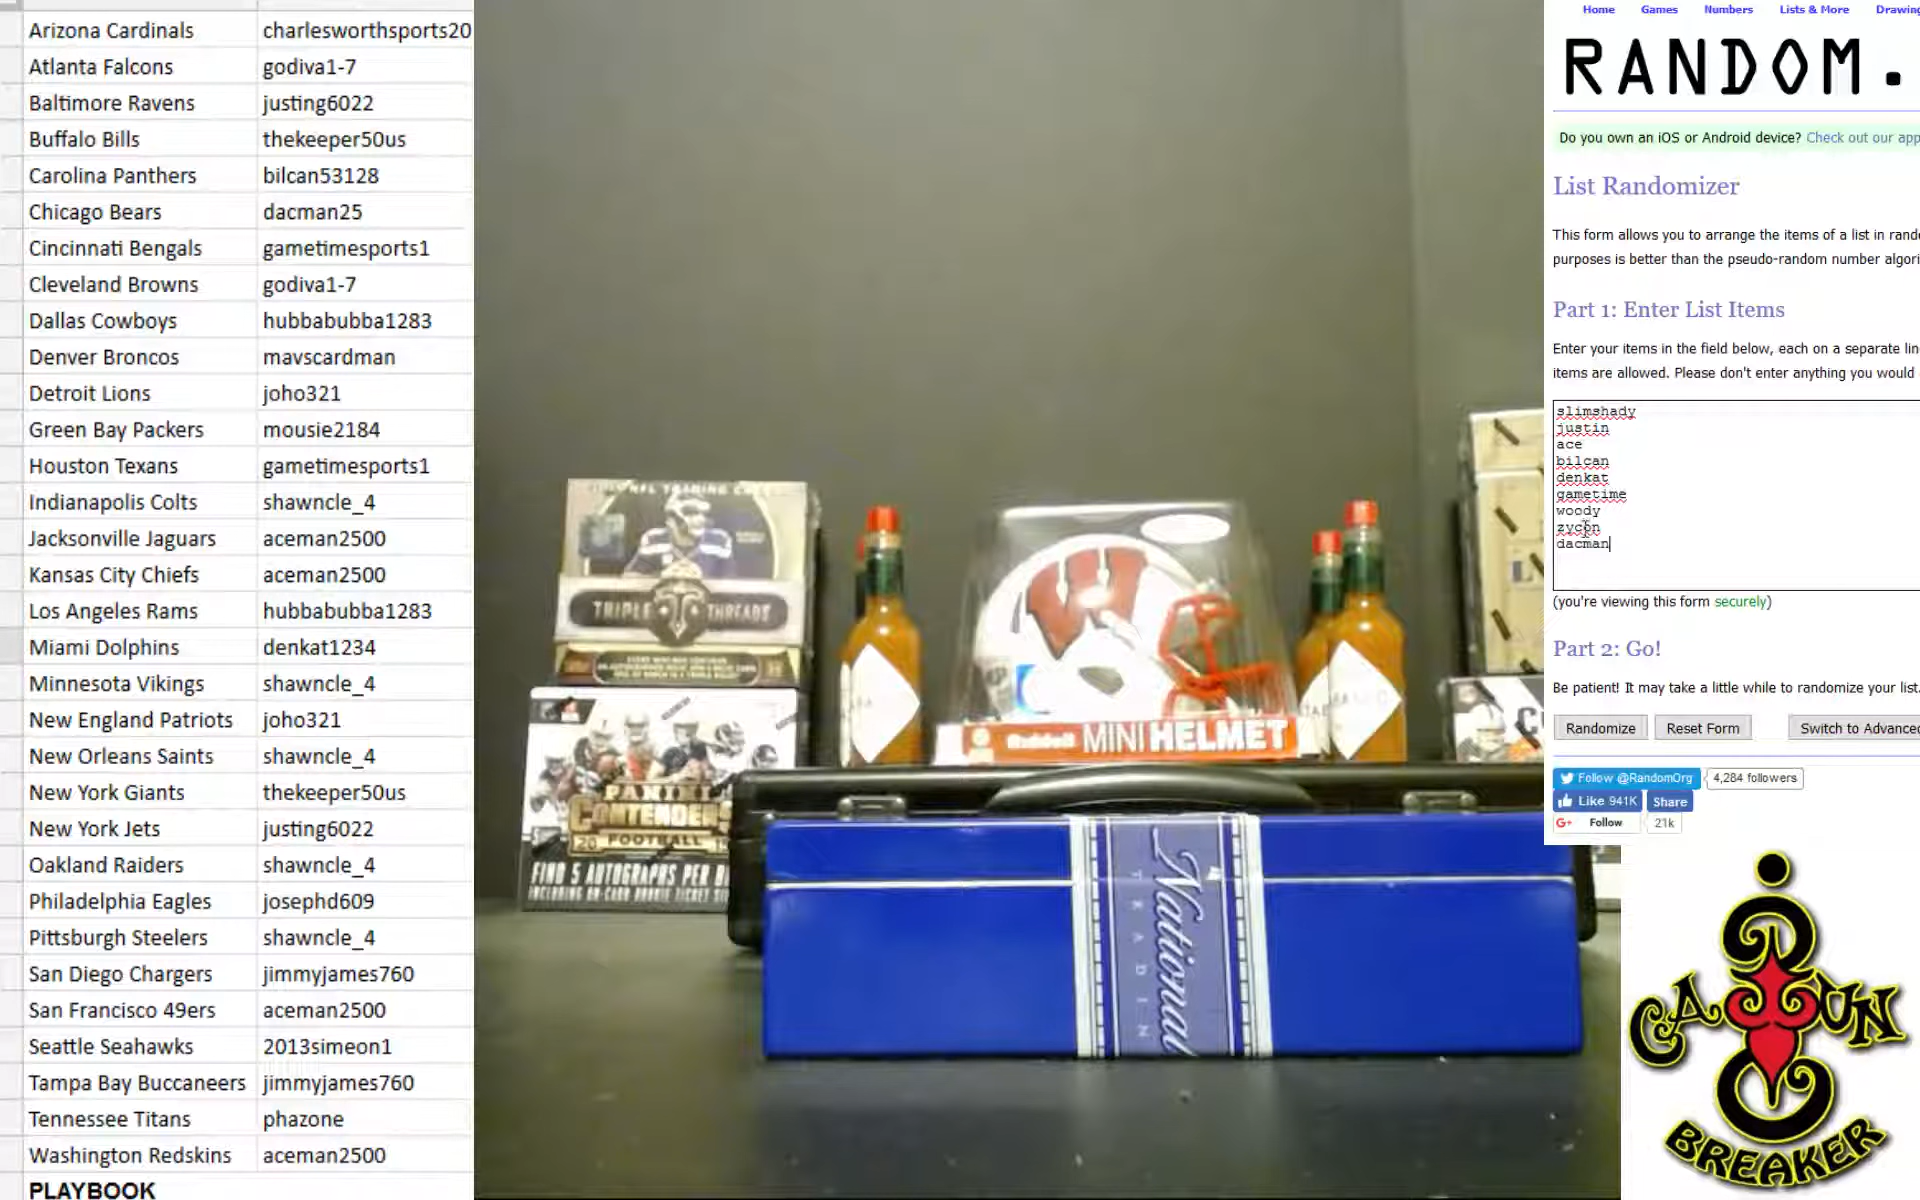 Arizona Cardinals charlesworthsports20
Atlanta Falcons godiva1-7
Baltimore Ravens justing6022
Buffalo Bills thekeeper50us
Carolina Panthers bilcan53128
Chicago Bears dacman25
Cincinnati Bengals gametimesports1
Cleveland Browns godiva1-7
Dallas Cowboys hubbabubba1283
Denver Broncos mavscardman
Detroit Lions joho321
Green Bay Packers mousie2184
Houston Texans gametimesports1
Indianapolis Colts shawncle_4
Jacksonville Jaguars aceman2500
Kansas City Chiefs aceman2500
Los Angeles Rams hubbabubba1283
Miami Dolphins denkat1234
Minnesota Vikings shawncle_4
New England Patriots joho321
New Orleans Saints shawncle_4
New York Giants thekeeper50us
New York Jets justing6022
Oakland Raiders shawncle_4
Philadelphia Eagles josephd609
Pittsburgh Steelers shawncle_4
San Diego Chargers jimmyjames760
San Francisco 49ers aceman2500
Seattle Seahawks 2013simeon1
Tampa Bay Buccaneers jimmyjames760
Tennessee Titans phazone
Washington Redskins aceman2500
PLAYBOOK
NFL TRADING
TRIPLE THREADS
PANINI
CONTENDERS
FOOTBALL
FIND 5 AUTOGRAPHS PER B
Riddell MINI HELMET
National
TRADIN
Home Games Numbers Lists & More Drawing
RANDOM.
Do you own an iOS or Android device? Check out our app
List Randomizer
This form allows you to arrange the items of a list in rand
purposes is better than the pseudo-random number algori
Part 1: Enter List Items
Enter your items in the field below, each on a separate lin
items are allowed. Please don't enter anything you would
slimshady
justin
ace
bilcan
denkat
gametime
woody
zycon
dacman
(you're viewing this form securely)
Part 2: Go!
Be patient! It may take a little while to randomize your list.
Randomize Reset Form Switch to Advanced
Follow @RandomOrg 4,284 followers
Like 941K Share
G+ Follow 21k
CAJUN
BREAKER